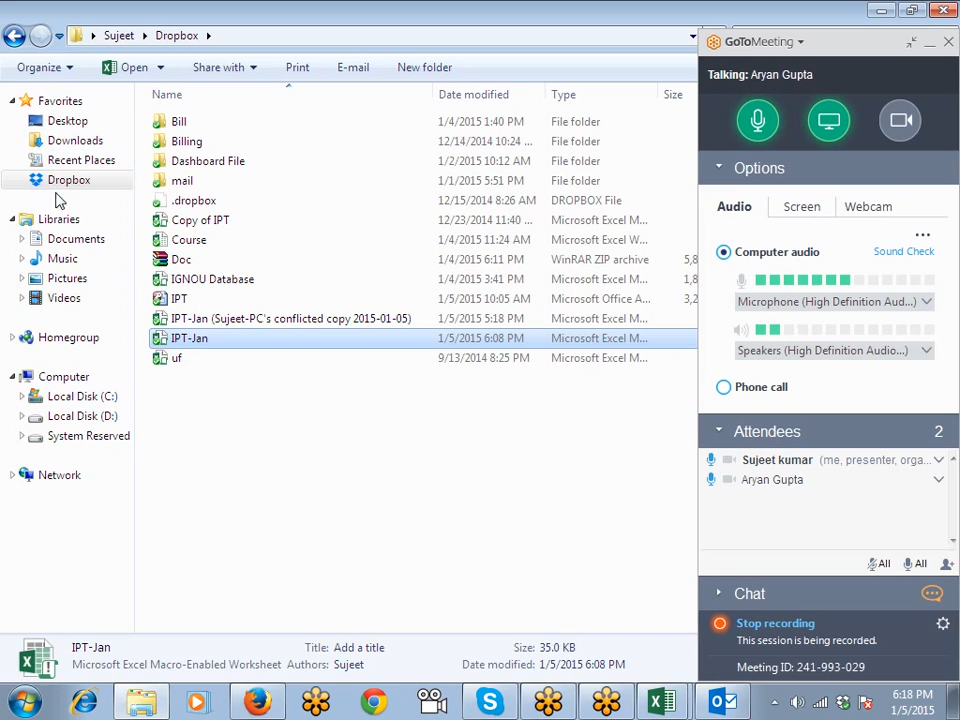 Sujeet Dropbox
Organize Open Share with Print E-mail New folder
Name Date modified Type Size
Favorites
Desktop
Downloads
Recent Places
Dropbox
Libraries
Documents
Music
Pictures
Videos
Homegroup
Computer
Local Disk (C:)
Local Disk (D:)
System Reserved
Network
Bill 1/4/2015 1:40 PM File folder
Billing 12/14/2014 10:24 ... File folder
Dashboard File 1/2/2015 10:12 AM File folder
mail 1/1/2015 5:51 PM File folder
.dropbox 12/15/2014 8:26 AM DROPBOX File
Copy of IPT 12/23/2014 11:40 ... Microsoft Excel M...
Course 1/4/2015 11:24 AM Microsoft Excel M...
Doc 1/4/2015 6:11 PM WinRAR ZIP archive 5,8
IGNOU Database 1/4/2015 3:41 PM Microsoft Excel M... 1,8
IPT 1/5/2015 10:05 AM Microsoft Office A... 3,2
IPT-Jan (Sujeet-PC's conflicted copy 2015-01-05) 1/5/2015 5:18 PM Microsoft Excel M...
IPT-Jan 1/5/2015 6:08 PM Microsoft Excel M...
uf 9/13/2014 8:25 PM Microsoft Excel M...
IPT-Jan Title: Add a title Size: 35.0 KB
Microsoft Excel Macro-Enabled Worksheet Authors: Sujeet Date modified: 1/5/2015 6:08 PM
GoToMeeting
Talking: Aryan Gupta
Options
Audio Screen Webcam
Computer audio Sound Check
Microphone (High Definition Aud...)
Speakers (High Definition Audio...)
Phone call
Attendees 2
Sujeet kumar (me, presenter, orga...
Aryan Gupta
All All
Chat
Stop recording
This session is being recorded.
Meeting ID: 241-993-029
6:18 PM
1/5/2015